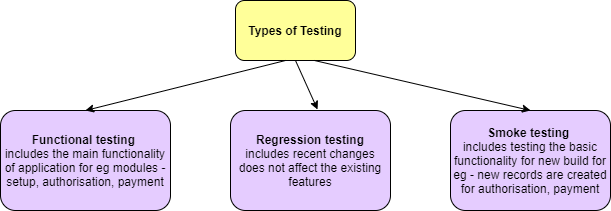 Types of Testing
Functional testing
includes the main functionality
of application for eg modules -
setup, authorisation, payment
Regression testing
includes recent changes
does not affect the existing
features
Smoke testing
includes testing the basic
functionality for new build for
eg - new records are created
for authorisation, payment